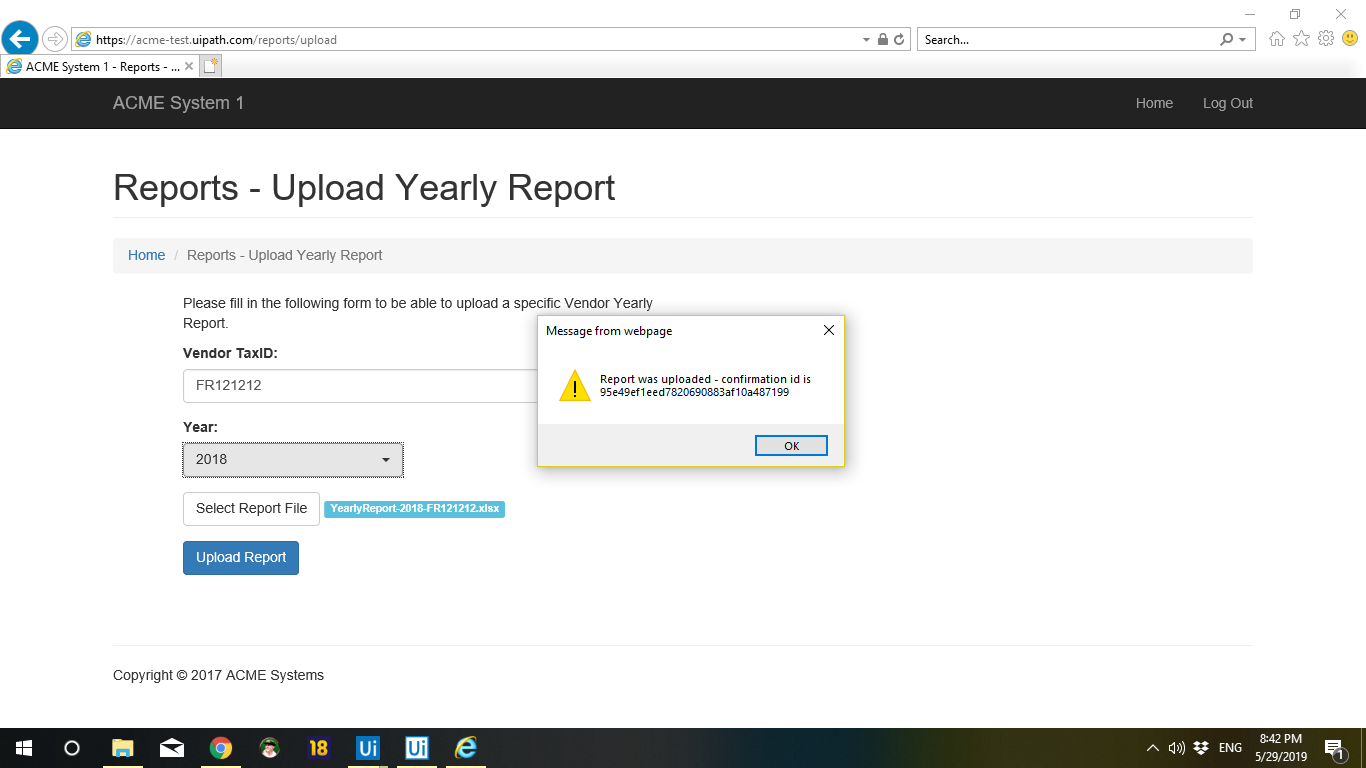 https://acme-test.uipath.com/reports/upload
Search...
ACME System 1 - Reports - ...
ACME System 1
Home
Log Out
Reports - Upload Yearly Report
Home / Reports - Upload Yearly Report
Please fill in the following form to be able to upload a specific Vendor Yearly
Report.
Vendor TaxID:
FR121212
Year:
2018
Select Report File
YearlyReport-2018-FR121212.xlsx
Upload Report
Message from webpage
Report was uploaded - confirmation id is
95e49ef1eed7820690883af10a487199
OK
Copyright © 2017 ACME Systems
18
Ui
Ui
ENG
8:42 PM
5/29/2019
1